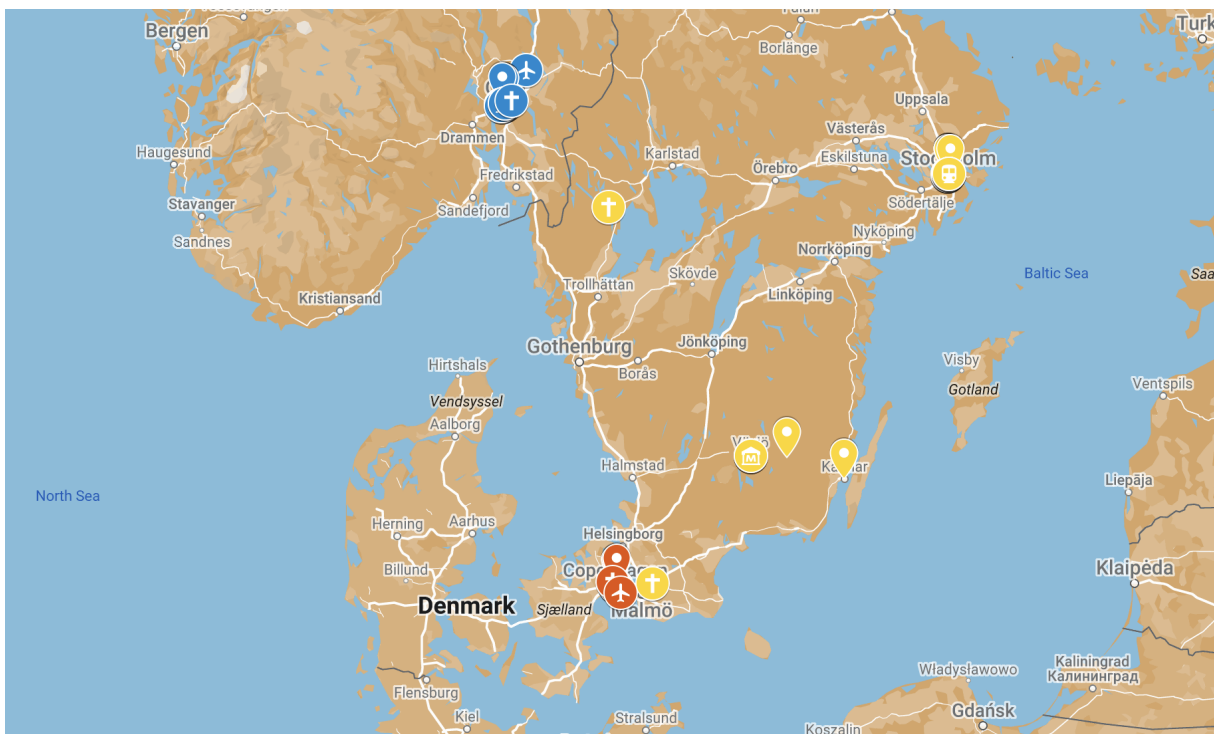 Bergen
Turk
Borlänge
Uppsala
Drammen
Västerås
Haugesund
Karlstad
Eskilstuna
Örebro
Fredrikstad
Stavanger
Sandefjord
Södertälje
Nyköping
Sandnes
Norrköping
Baltic Sea
Skövde
Saa
Trollhättan
Linköping
Kristiansand
Gothenburg
Jönköping
Hirtshals
Visby
Borås
Ventspils
Vendsyssel
Gotland
Aalborg
Halmstad
Liepāja
North Sea
Herning
Aarhus
Helsingborg
Billund
Klaipėda
Denmark
Sjælland
Malmö
Władysławowo
Kaliningrad
Калининград
Flensburg
Gdańsk
Kiel
Stralsund
Koszalin